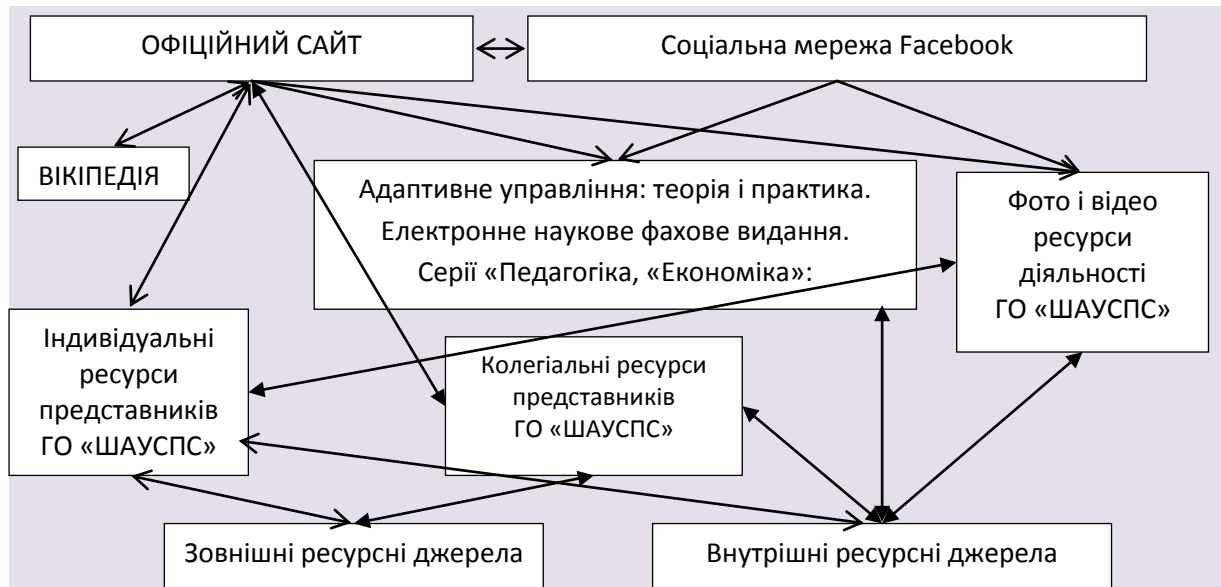 ОФІЦІЙНИЙ САЙТ
Соціальна мережа Facebook
ВІКІПЕДІЯ
Адаптивне управління: теорія і практика.
Електронне наукове фахове видання.
Серії «Педагогіка, «Економіка»:
Фото і відео
ресурси
діяльності
ГО «ШАУСПС»
Індивідуальні
ресурси
представників
ГО «ШАУСПС»
Колегіальні ресурси
представників
ГО «ШАУСПС»
Зовнішні ресурсні джерела
Внутрішні ресурсні джерела